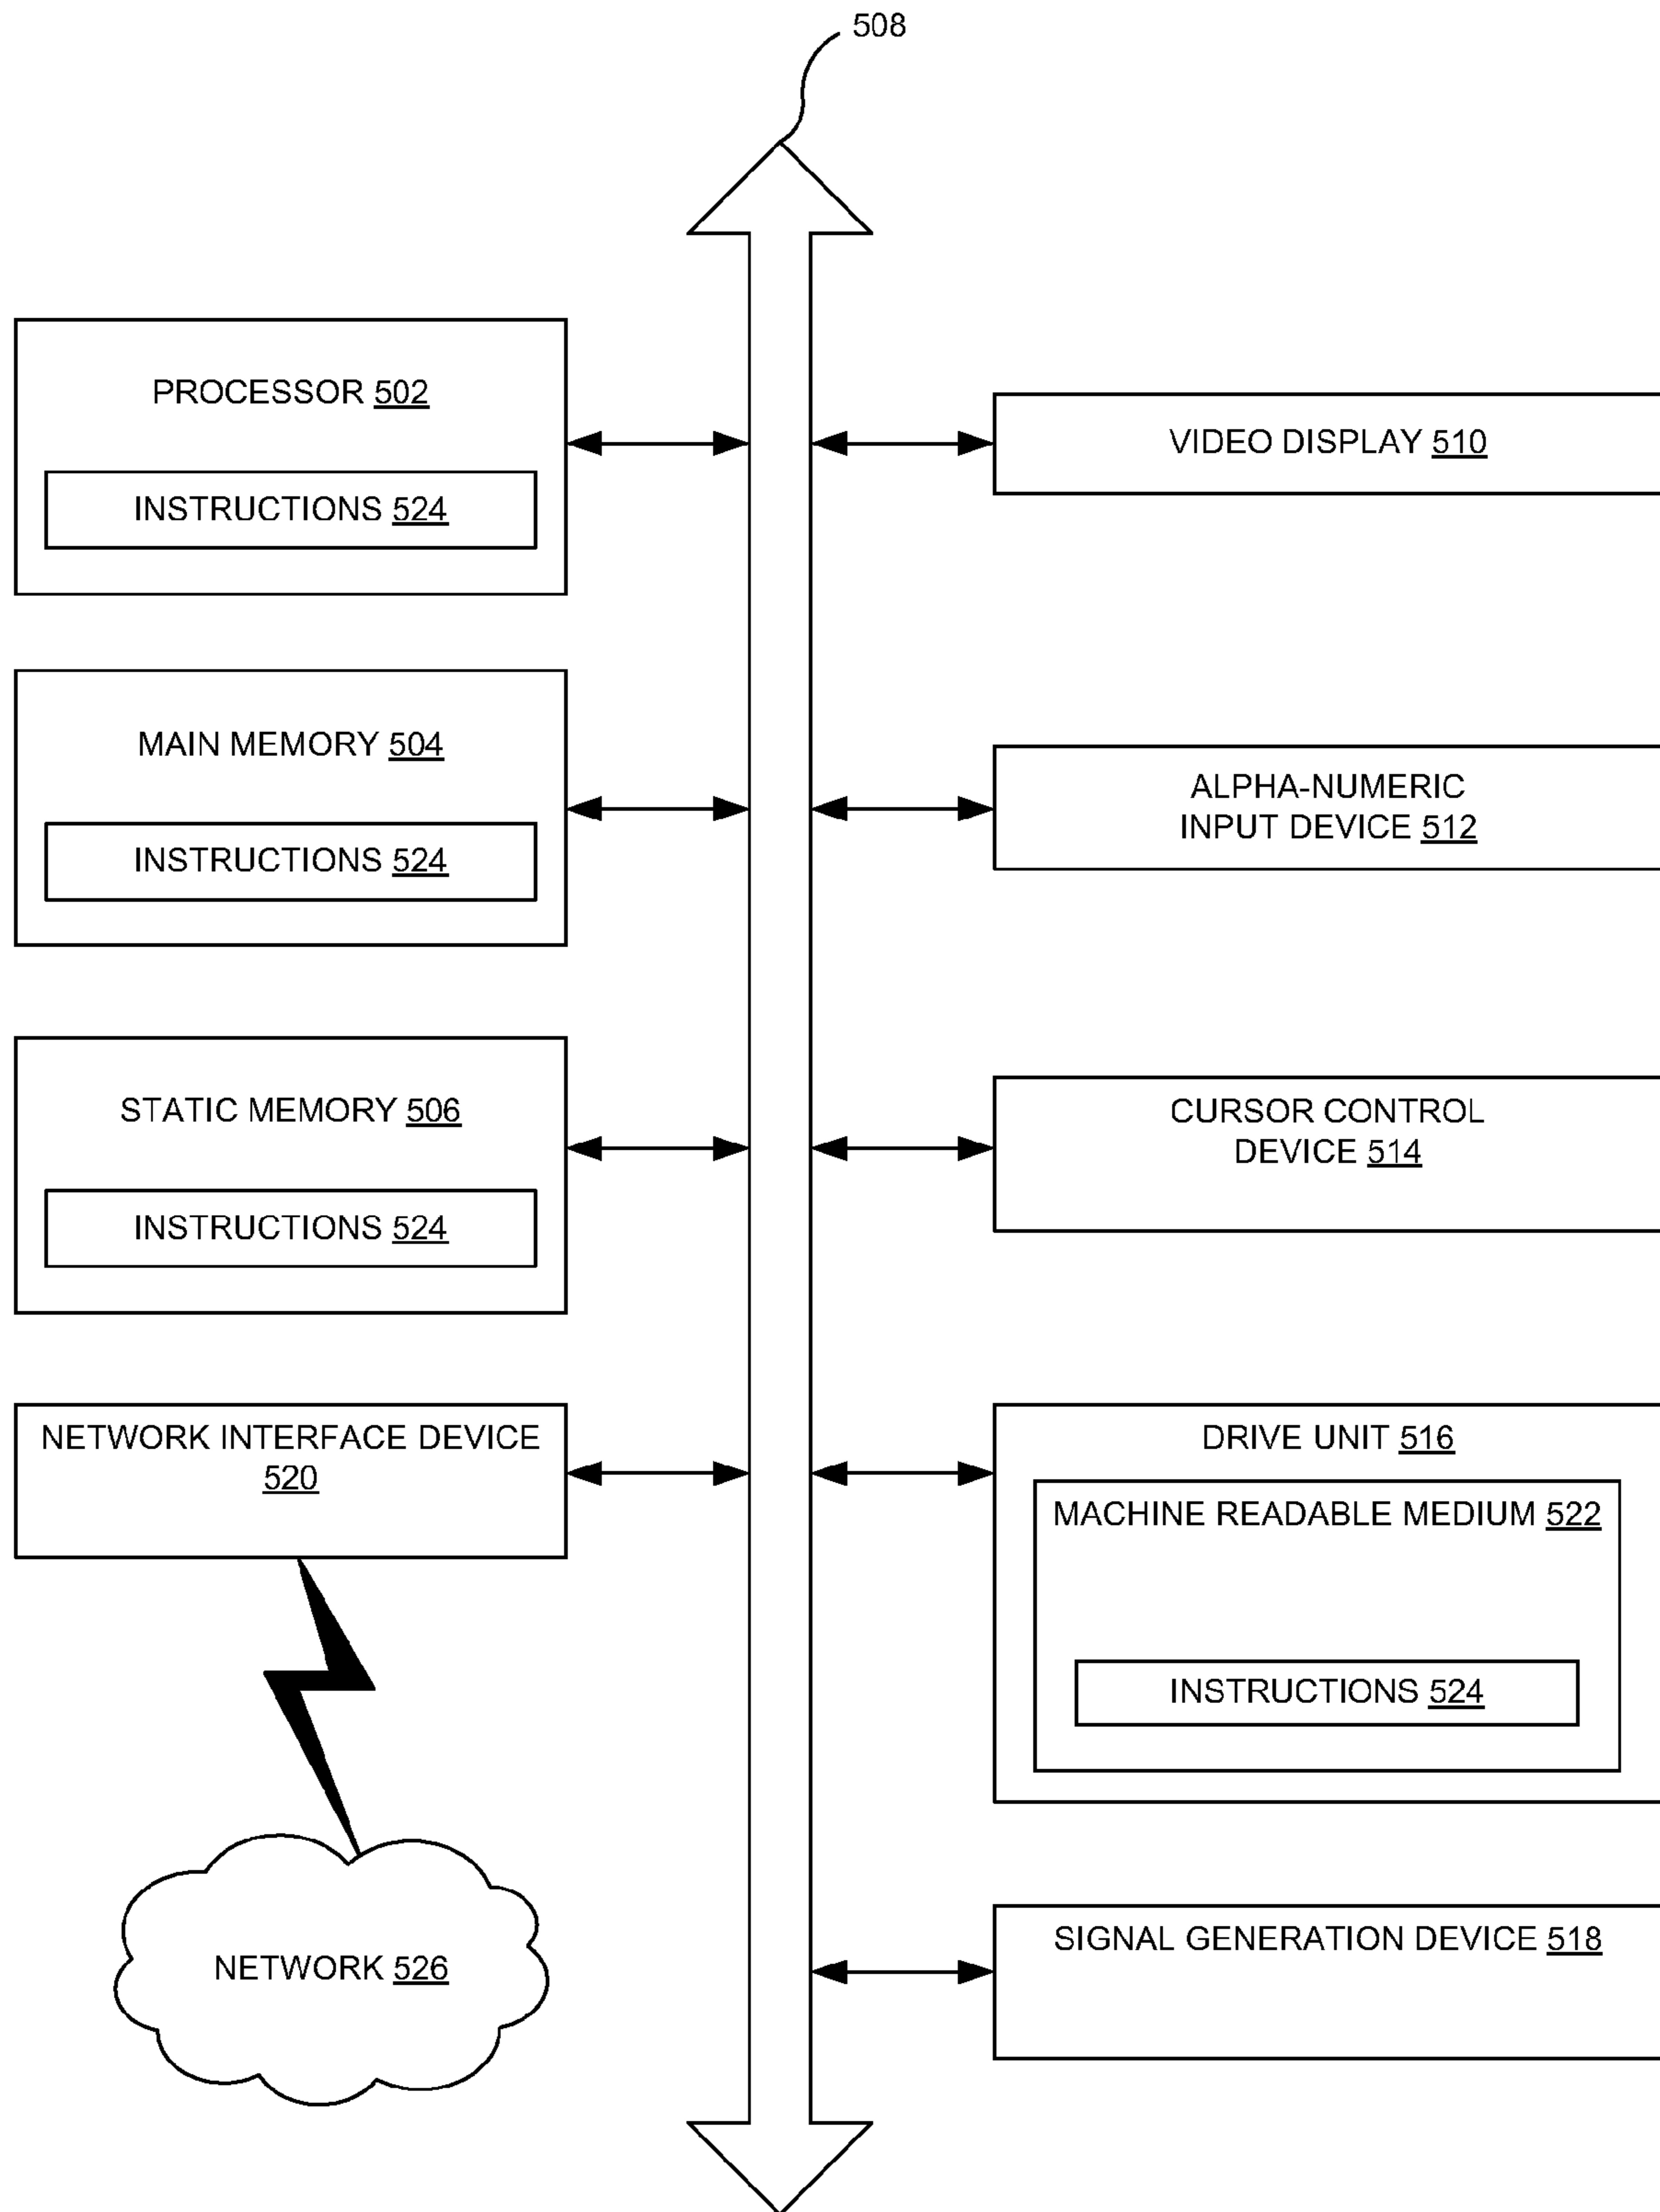 508
PROCESSOR 502
INSTRUCTIONS 524
MAIN MEMORY 504
INSTRUCTIONS 524
STATIC MEMORY 506
INSTRUCTIONS 524
NETWORK INTERFACE DEVICE
520
NETWORK 526
VIDEO DISPLAY 510
ALPHA-NUMERIC
INPUT DEVICE 512
CURSOR CONTROL
DEVICE 514
DRIVE UNIT 516
MACHINE READABLE MEDIUM 522
INSTRUCTIONS 524
SIGNAL GENERATION DEVICE 518